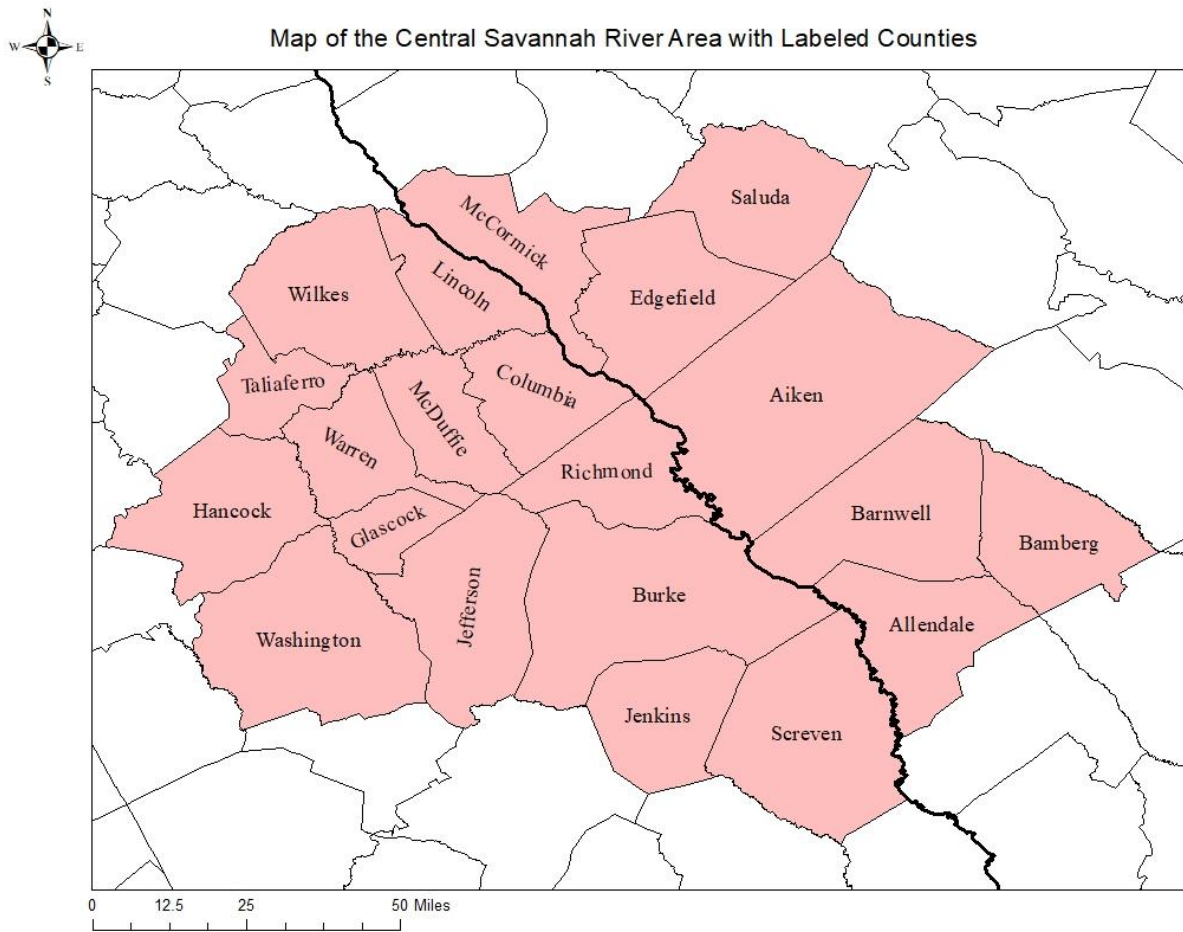 N
W E
S
Map of the Central Savannah River Area with Labeled Counties
Saluda
McCormick
Wilkes
Lincoln
Edgefield
Taliaferro
Columbia
Aiken
McDuffie
Warren
Richmond
Hancock
Glascock
Barnwell
Bamberg
Burke
Jefferson
Allendale
Washington
Jenkins
Screven
0 12.5 25 50 Miles